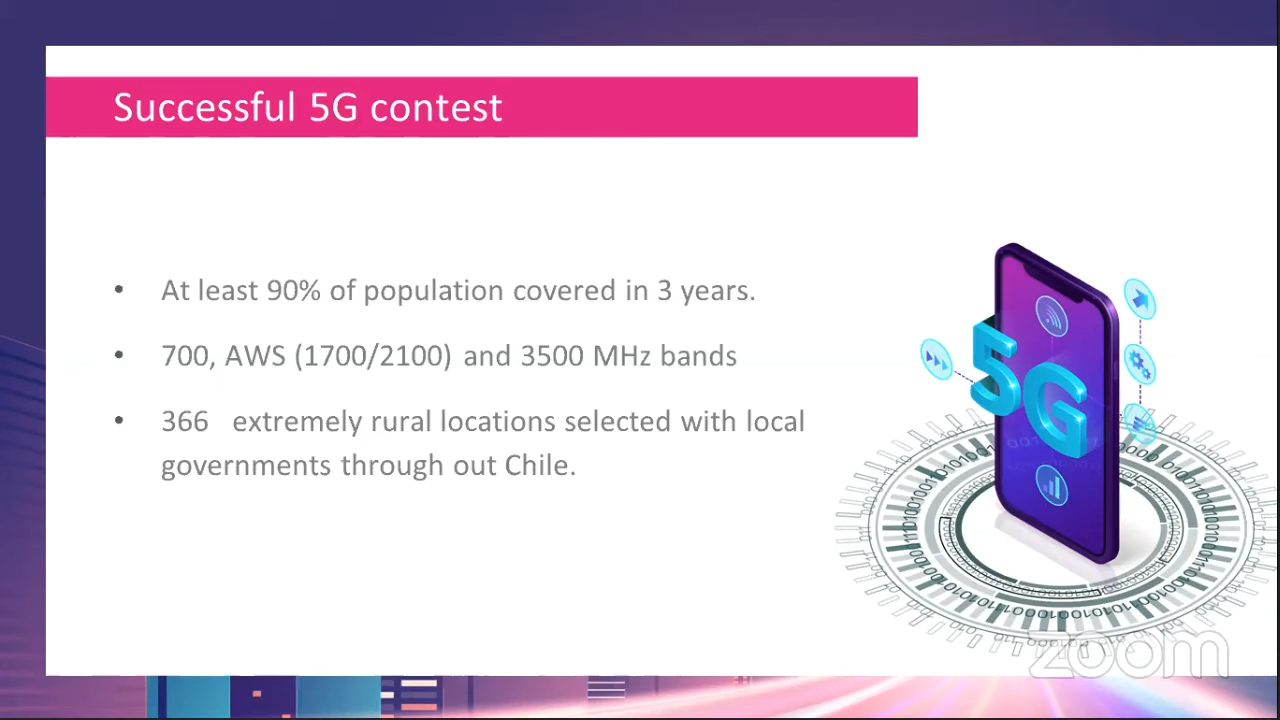 Successful 5G contest
• At least 90% of population covered in 3 years.
• 700, AWS (1700/2100) and 3500 MHz bands
• 366 extremely rural locations selected with local
governments through out Chile.
5G
zoom